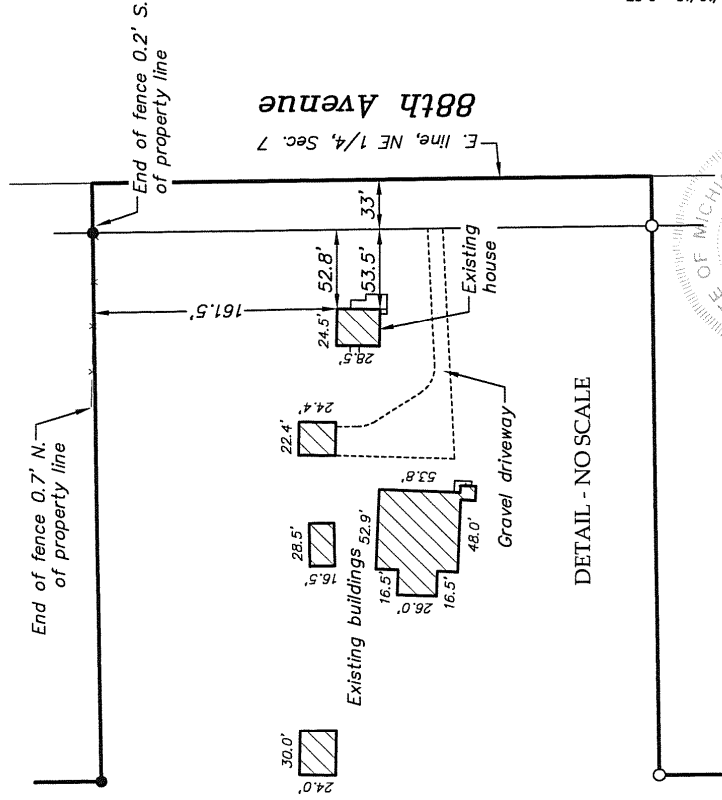 End of fence 0.2' S.
of property line
88th Avenue
E. line, NE 1/4, Sec. 7
End of fence 0.7' N.
of property line
33'
52.8'
53.5'
161.5'
24.5'
28.5'
Existing
house
22.4'
24.4'
Gravel driveway
28.5'
16.5'
Existing buildings
52.9'
53.8'
48.0'
16.5'
26.0'
16.5'
30.0'
24.0'
DETAIL - NO SCALE
OF MICHI